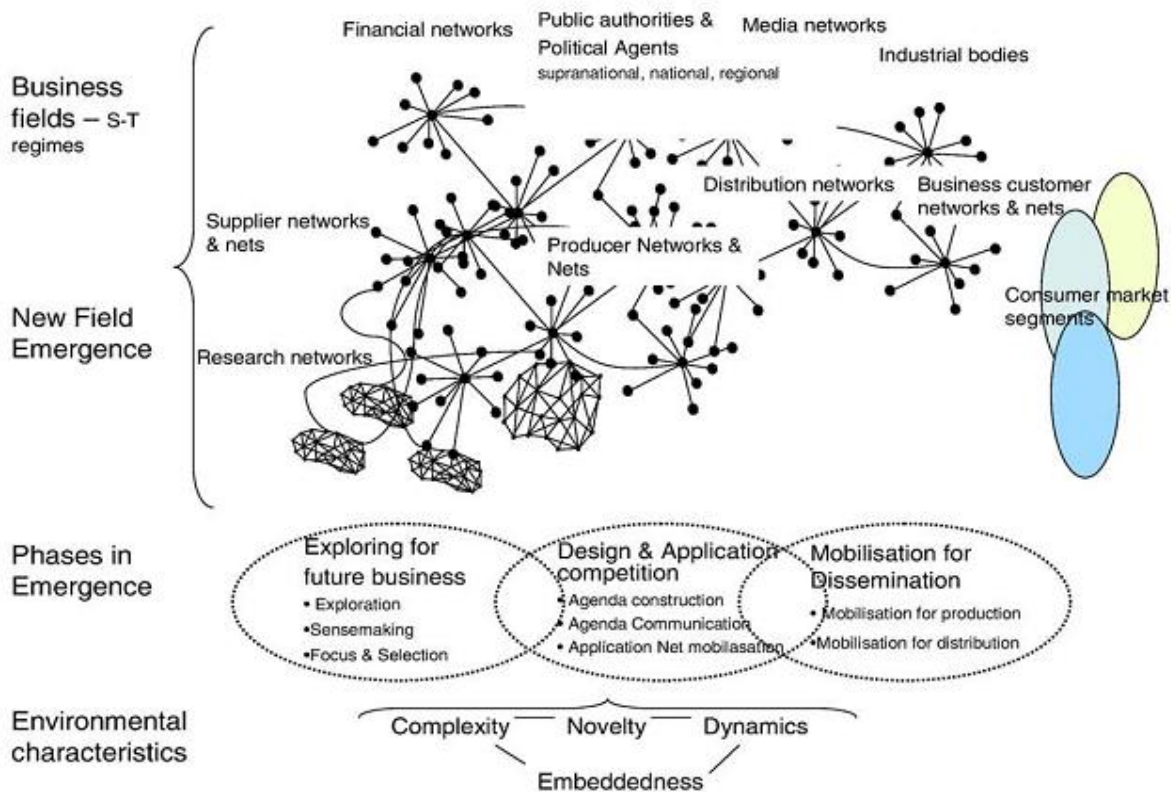 Financial networks
Public authorities &
Political Agents
supranational, national, regional
Media networks
Industrial bodies
Business
fields – S-T
regimes
Distribution networks
Business customer
networks & nets
Supplier networks
& nets
Producer Networks &
Nets
Consumer market
segments
New Field
Emergence
Research networks
Phases in
Emergence
Exploring for
future business
• Exploration
•Sensemaking
•Focus & Selection
Design & Application
competition
• Agenda construction
• Agenda Communication
• Application Net mobilasation
Mobilisation for
Dissemination
• Mobilisation for production
•Mobilisation for distribution
Environmental
characteristics
Complexity
Novelty
Dynamics
Embeddedness